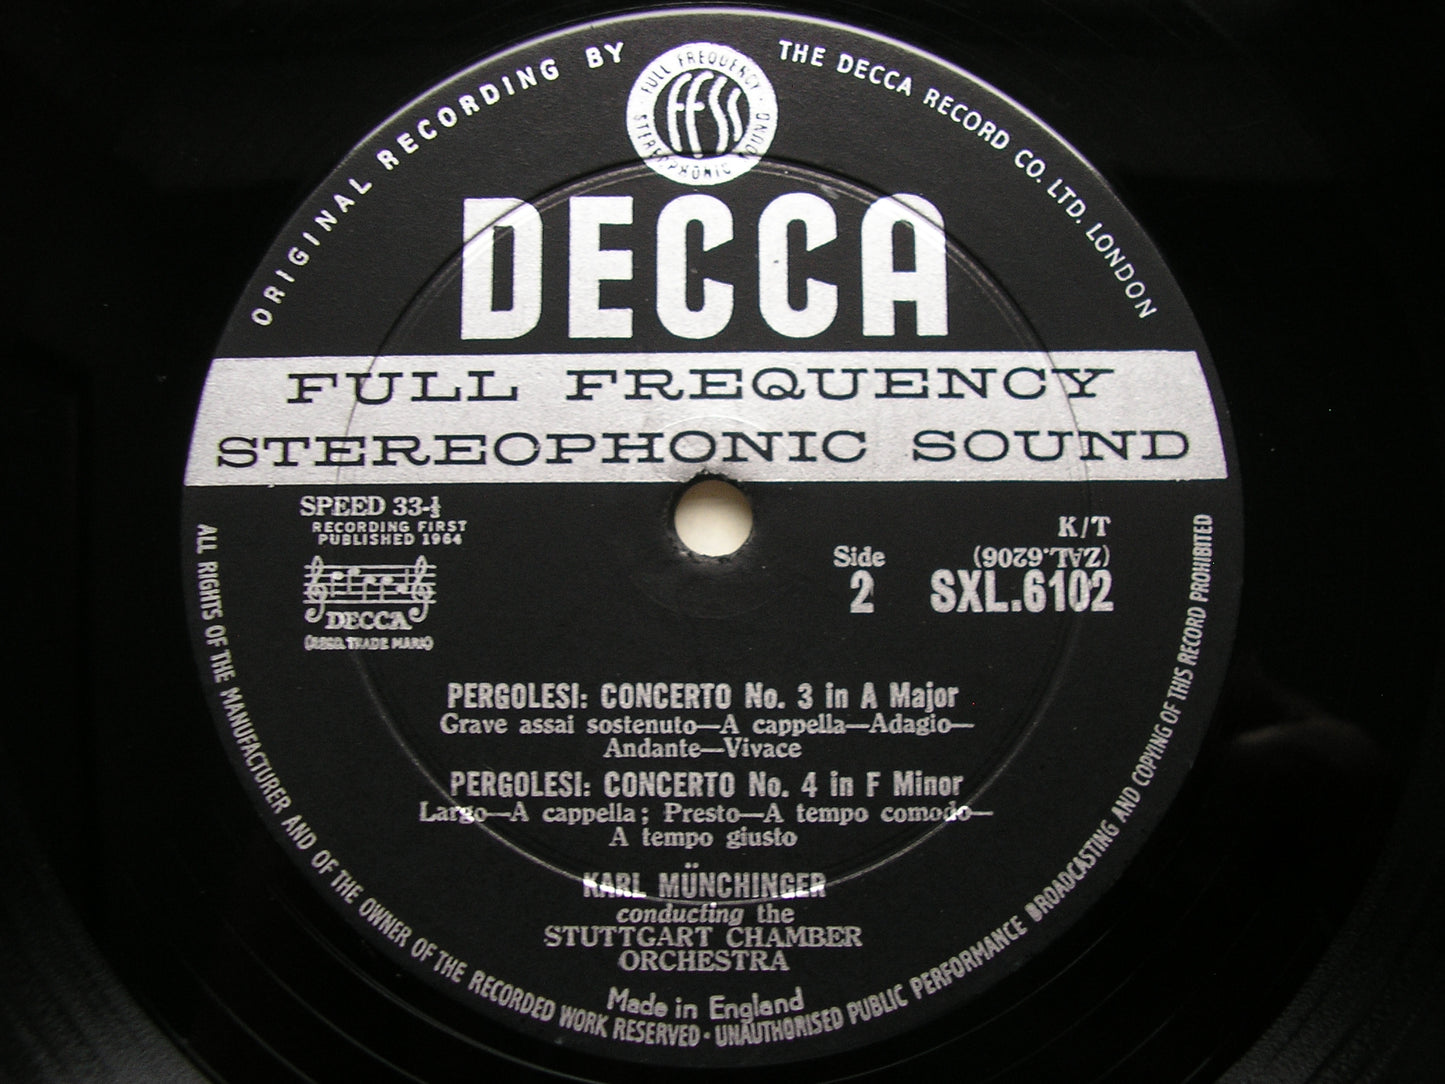 ORIGINAL RECORDING BY
THE DECCA RECORD CO. LTD. LONDON
FULL FREQUENCY
STEREOPHONIC SOUND
FFSS
DECCA
FULL FREQUENCY
STEREOPHONIC SOUND
SPEED 33-⅓
RECORDING FIRST
PUBLISHED 1964
DECCA
(REGD. TRADE MARK)
K/T
(ZAL.6206)
Side
2
SXL.6102
PERGOLESI: CONCERTO No. 3 in A Major
Grave assai sostenuto—A cappella—Adagio—
Andante—Vivace
PERGOLESI: CONCERTO No. 4 in F Minor
Largo—A cappella; Presto—A tempo comodo—
A tempo giusto
KARL MÜNCHINGER
conducting the
STUTTGART CHAMBER
ORCHESTRA
Made in England
ALL RIGHTS OF THE MANUFACTURER AND OF THE OWNER OF THE RECORDED WORK RESERVED · UNAUTHORISED PUBLIC PERFORMANCE BROADCASTING AND COPYING OF THIS RECORD PROHIBITED